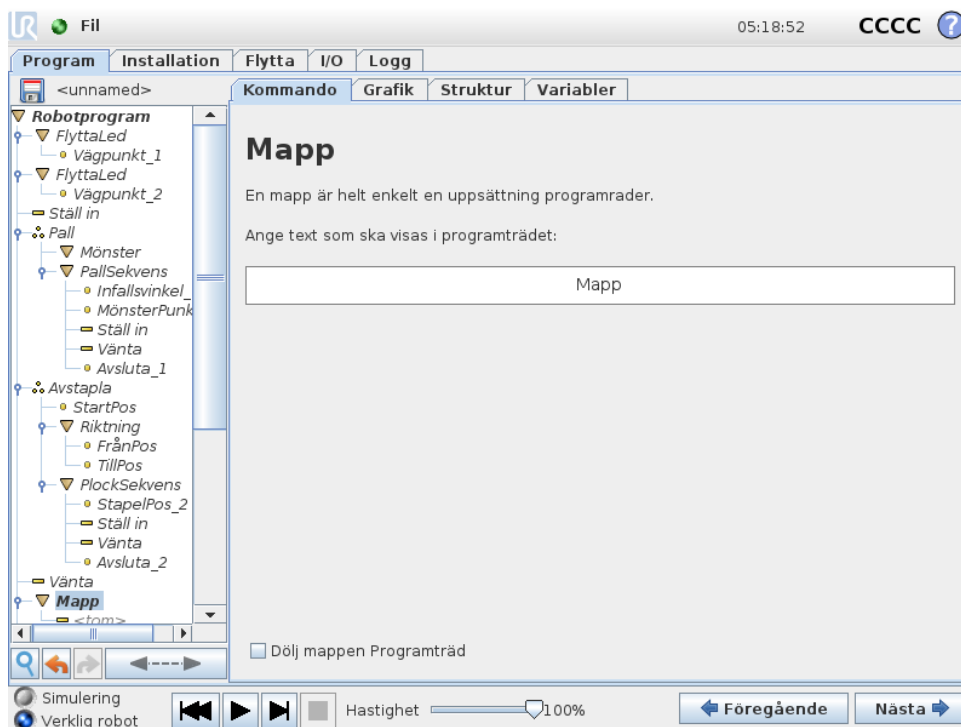 UR Fil 05:18:52 CCCC ?
Program Installation Flytta I/O Logg
<unnamed> Kommando Grafik Struktur Variabler
Robotprogram
FlyttaLed
Vägpunkt_1
FlyttaLed
Vägpunkt_2
Ställ in
Pall
Mönster
PallSekvens
Infallsvinkel_
MönsterPunk
Ställ in
Vänta
Avsluta_1
Avstapla
StartPos
Riktning
FrånPos
TillPos
PlockSekvens
StapelPos_2
Ställ in
Vänta
Avsluta_2
Vänta
Mapp
<tom>
Mapp
En mapp är helt enkelt en uppsättning programrader.
Ange text som ska visas i programträdet:
Mapp
Dölj mappen Programträd
Simulering
Verklig robot
Hastighet 100%
Föregående Nästa